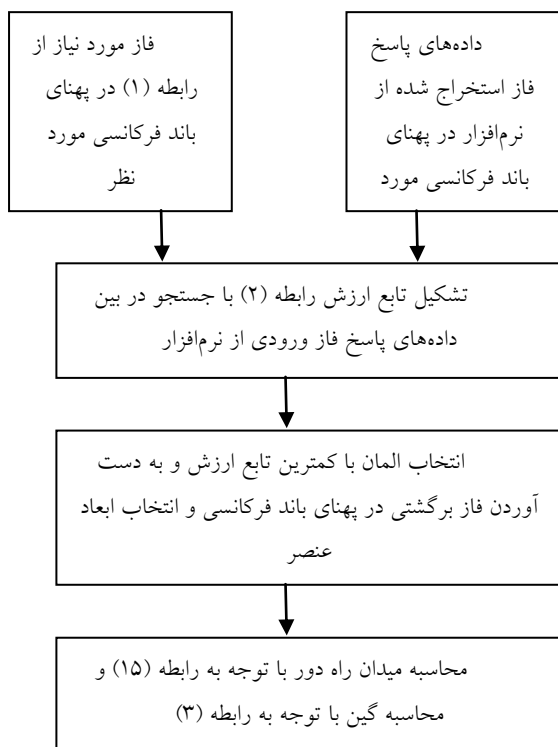 داده‌های پاسخ
فاز استخراج شده از
نرم‌افزار در پهنای
باند فرکانسی مورد
فاز مورد نیاز از
رابطه (۱) در پهنای
باند فرکانسی مورد
نظر
تشکیل تابع ارزش رابطه (۲) با جستجو در بین
داده‌های پاسخ فاز ورودی از نرم‌افزار
انتخاب المان با کمترین تابع ارزش و به دست
آوردن فاز برگشتی در پهنای باند فرکانسی و انتخاب ابعاد
عنصر
محاسبه میدان راه دور با توجه به رابطه (۱۵) و
محاسبه گین با توجه به رابطه (۳)